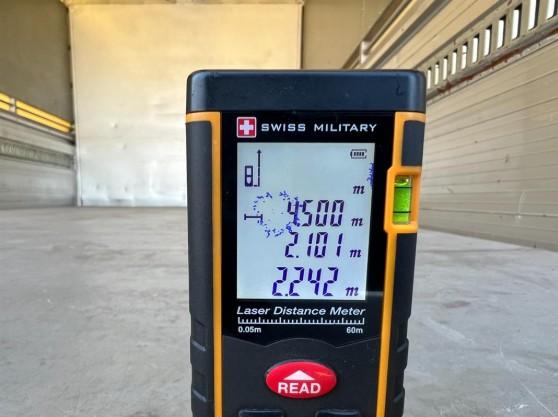 SWISS MILITARY
m
4.500 m
2.101 m
2.242 m
Laser Distance Meter
0.05m 60m
READ